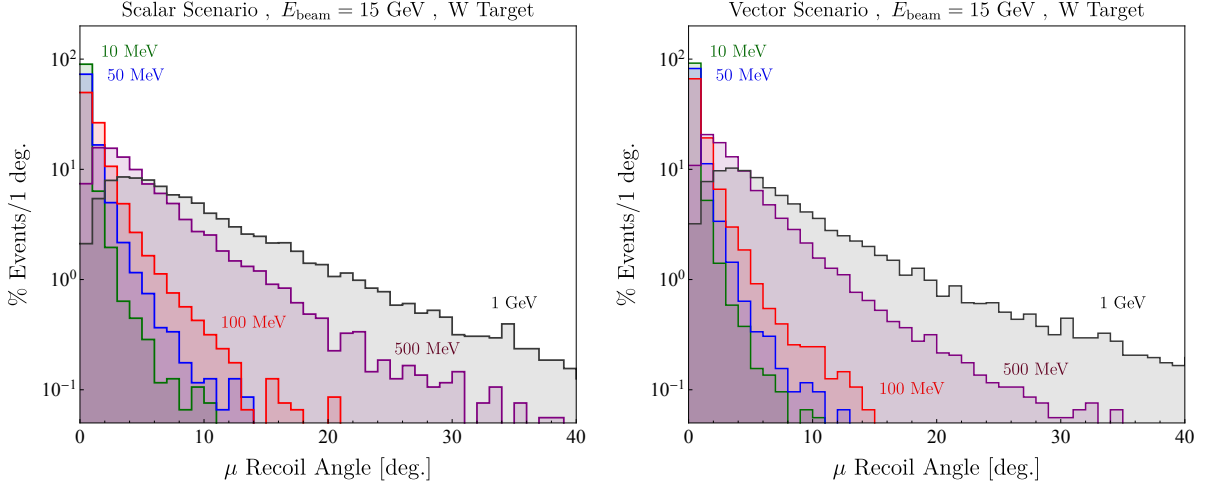 Scalar Scenario , E_beam = 15 GeV , W Target
% Events/1 deg.
10^2
10^1
10^0
10^−1
10 MeV
50 MeV
100 MeV
500 MeV
1 GeV
0 10 20 30 40
μ Recoil Angle [deg.]
Vector Scenario , E_beam = 15 GeV , W Target
% Events/1 deg.
10^2
10^1
10^0
10^−1
10 MeV
50 MeV
1 GeV
500 MeV
100 MeV
0 10 20 30 40
μ Recoil Angle [deg.]